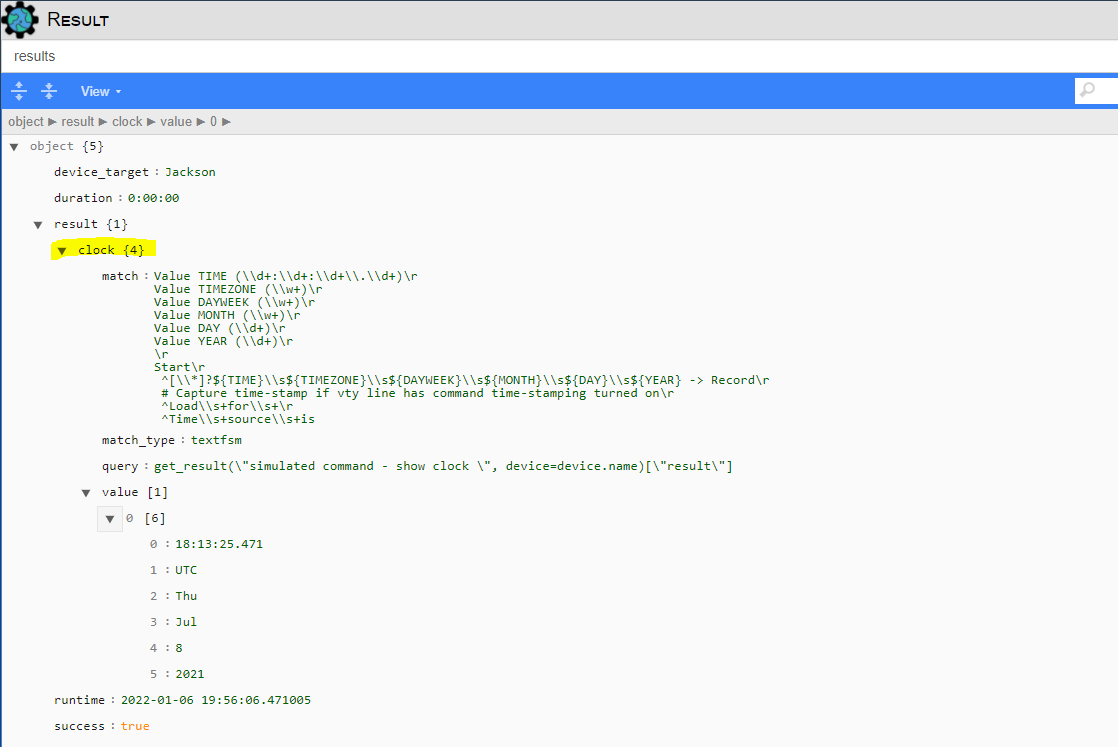 RESULT
results
View
object ▶ result ▶ clock ▶ value ▶ 0 ▶
▼ object {5}
device_target : Jackson
duration : 0:00:00
▼ result {1}
▼ clock {4}
match : Value TIME (\\d+:\\d+:\\d+\\.\\d+)\r
Value TIMEZONE (\\w+)\r
Value DAYWEEK (\\w+)\r
Value MONTH (\\w+)\r
Value DAY (\\d+)\r
Value YEAR (\\d+)\r
\r
Start\r
^[\\*]?${TIME}\\s${TIMEZONE}\\s${DAYWEEK}\\s${MONTH}\\s${DAY}\\s${YEAR} -> Record\r
# Capture time-stamp if vty line has command time-stamping turned on\r
^Load\\s+for\\s+\r
^Time\\s+source\\s+is
match_type : textfsm
query : get_result(\"simulated command - show clock \", device=device.name)[\"result\"]
▼ value [1]
▼ 0 [6]
0 : 18:13:25.471
1 : UTC
2 : Thu
3 : Jul
4 : 8
5 : 2021
runtime : 2022-01-06 19:56:06.471005
success : true